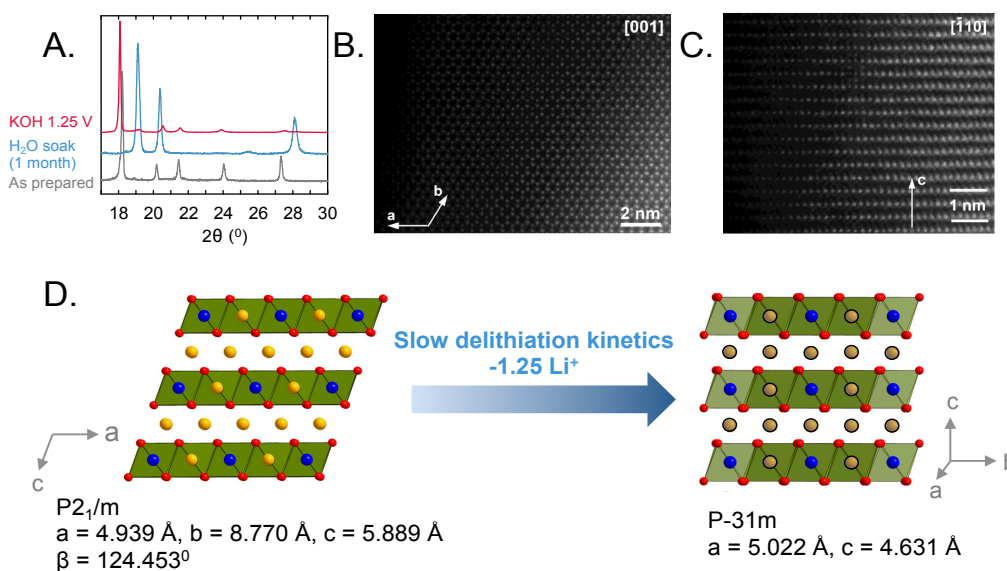 A.
KOH 1.25 V
H₂O soak
(1 month)
As prepared
18 20 22 24 26 28 30
2θ (⁰)
B.
[001]
b
a
2 nm
C.
[1̄10]
c
1 nm
D.
a
c
P2₁/m
a = 4.939 Å, b = 8.770 Å, c = 5.889 Å
β = 124.453⁰
Slow delithiation kinetics
-1.25 Li⁺
c
b
a
P-31m
a = 5.022 Å, c = 4.631 Å